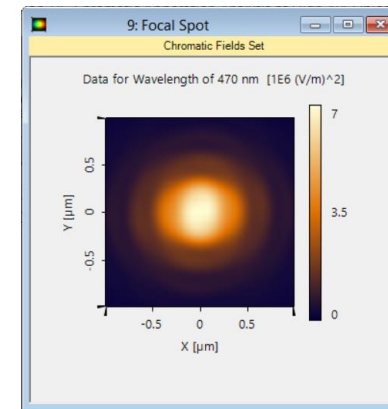 9: Focal Spot
Chromatic Fields Set
Data for Wavelength of 470 nm [1E6 (V/m)^2]
7
3.5
0
Y [µm]
0.5
0
-0.5
-0.5
0
0.5
X [µm]